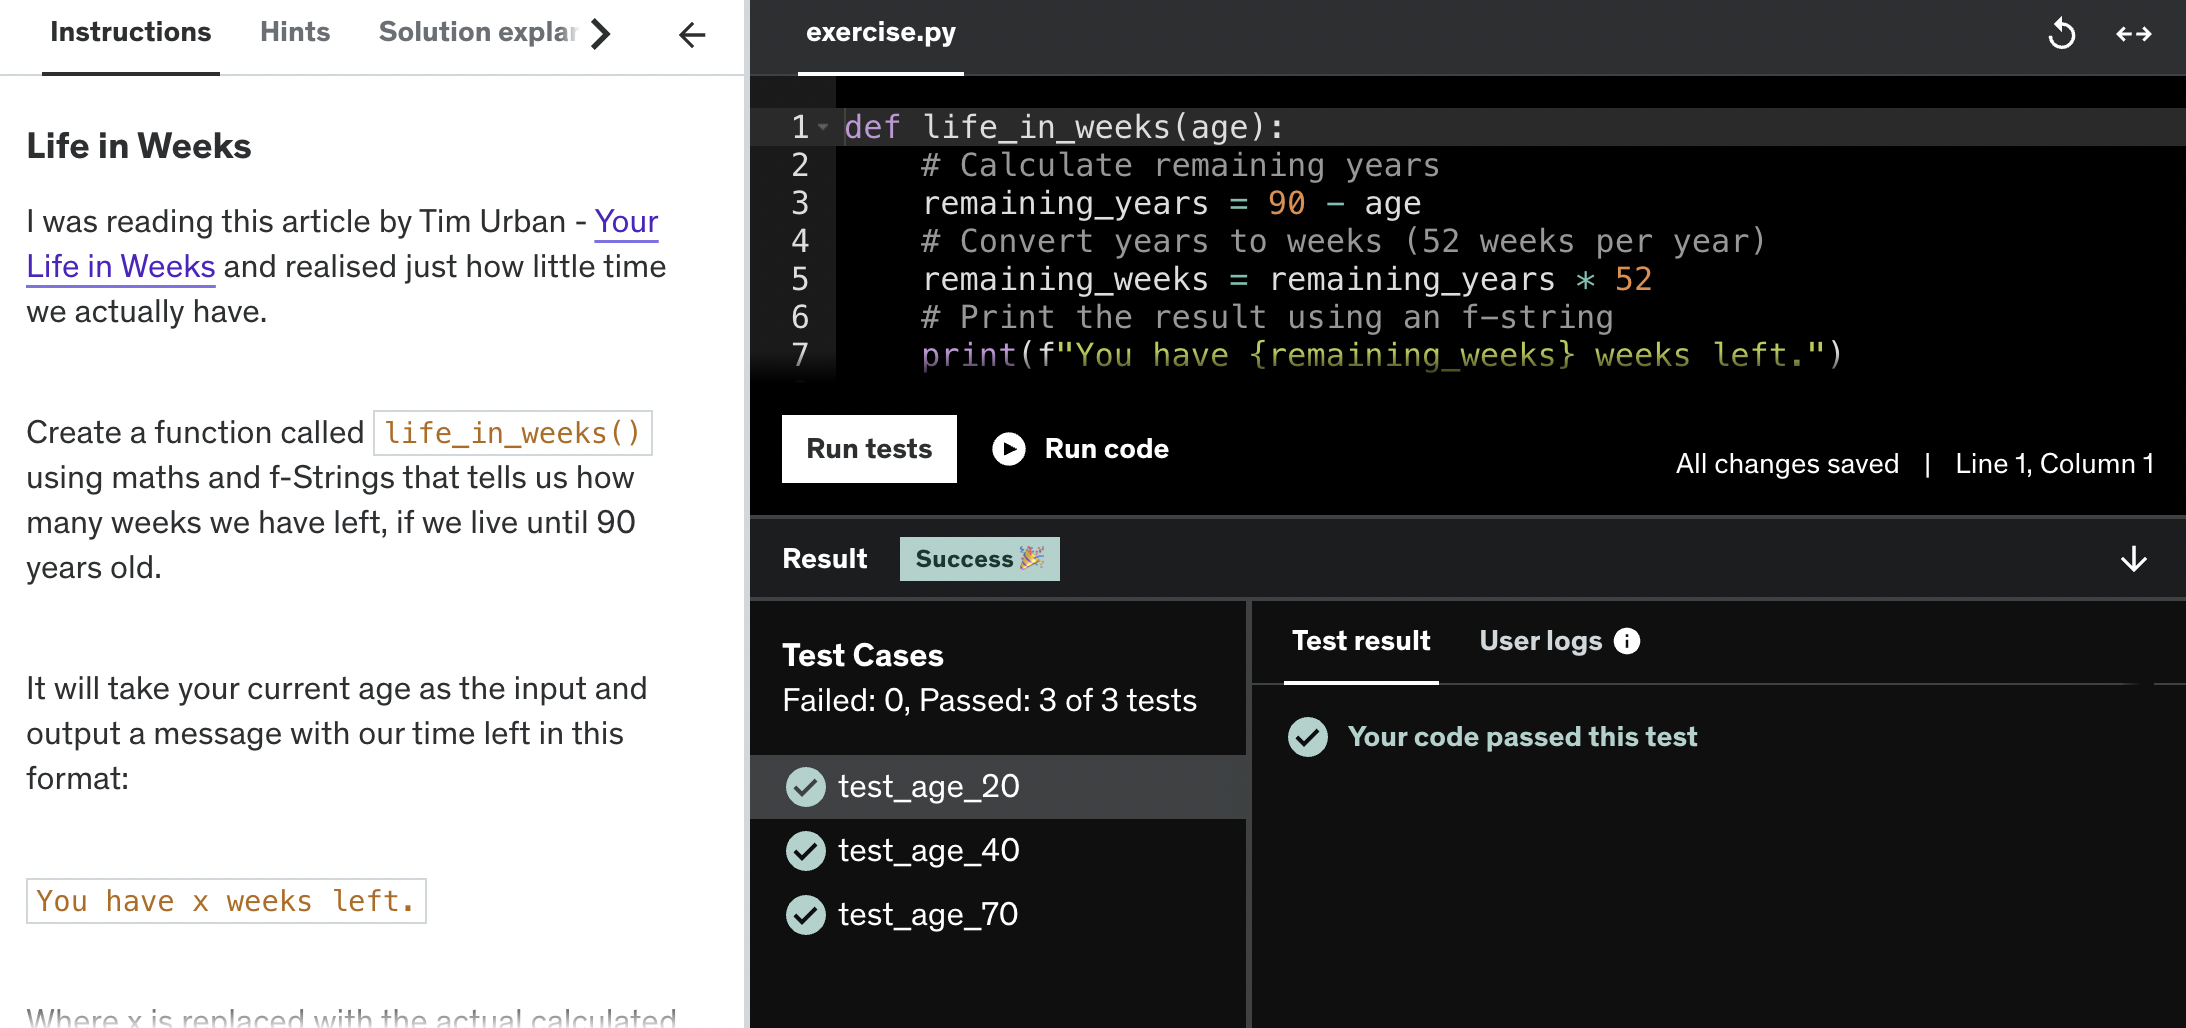 Instructions Hints Solution explar
Life in Weeks
I was reading this article by Tim Urban - Your
Life in Weeks and realised just how little time
we actually have.
Create a function called life_in_weeks()
using maths and f-Strings that tells us how
many weeks we have left, if we live until 90
years old.
It will take your current age as the input and
output a message with our time left in this
format:
You have x weeks left.
Where x is replaced with the actual calculated
exercise.py
1 def life_in_weeks(age):
2 # Calculate remaining years
3 remaining_years = 90 - age
4 # Convert years to weeks (52 weeks per year)
5 remaining_weeks = remaining_years * 52
6 # Print the result using an f-string
7 print(f"You have {remaining_weeks} weeks left.")
Run tests Run code
All changes saved | Line 1, Column 1
Result Success
Test Cases
Failed: 0, Passed: 3 of 3 tests
test_age_20
test_age_40
test_age_70
Test result User logs
Your code passed this test